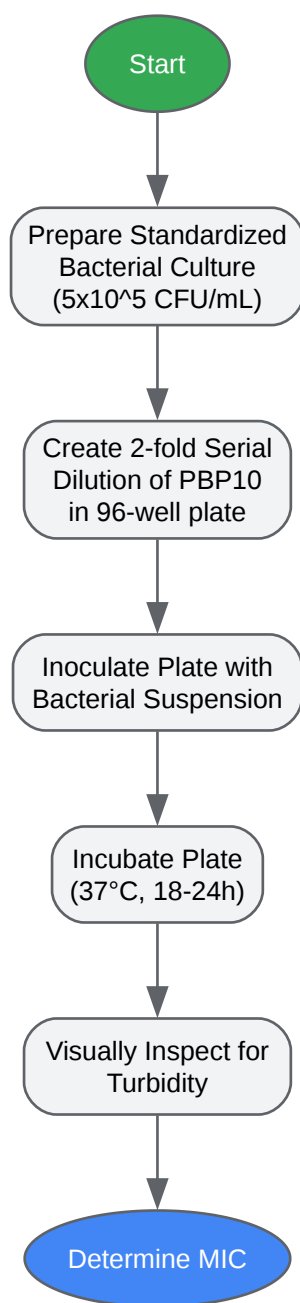 Start
Prepare Standardized
Bacterial Culture
(5x10^5 CFU/mL)
Create 2-fold Serial
Dilution of PBP10
in 96-well plate
Inoculate Plate with
Bacterial Suspension
Incubate Plate
(37°C, 18-24h)
Visually Inspect for
Turbidity
Determine MIC